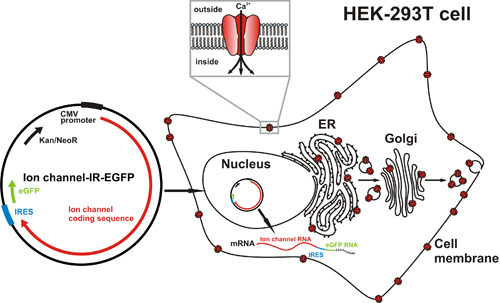 HEK-293T cell
outside
Ca²⁺
inside
CMV
promoter
Kan/NeoR
Ion channel-IR-EGFP
eGFP
IRES
Ion channel
coding sequence
Nucleus
ER
Golgi
mRNA
Ion channel RNA
IRES
eGFP RNA
Cell
membrane